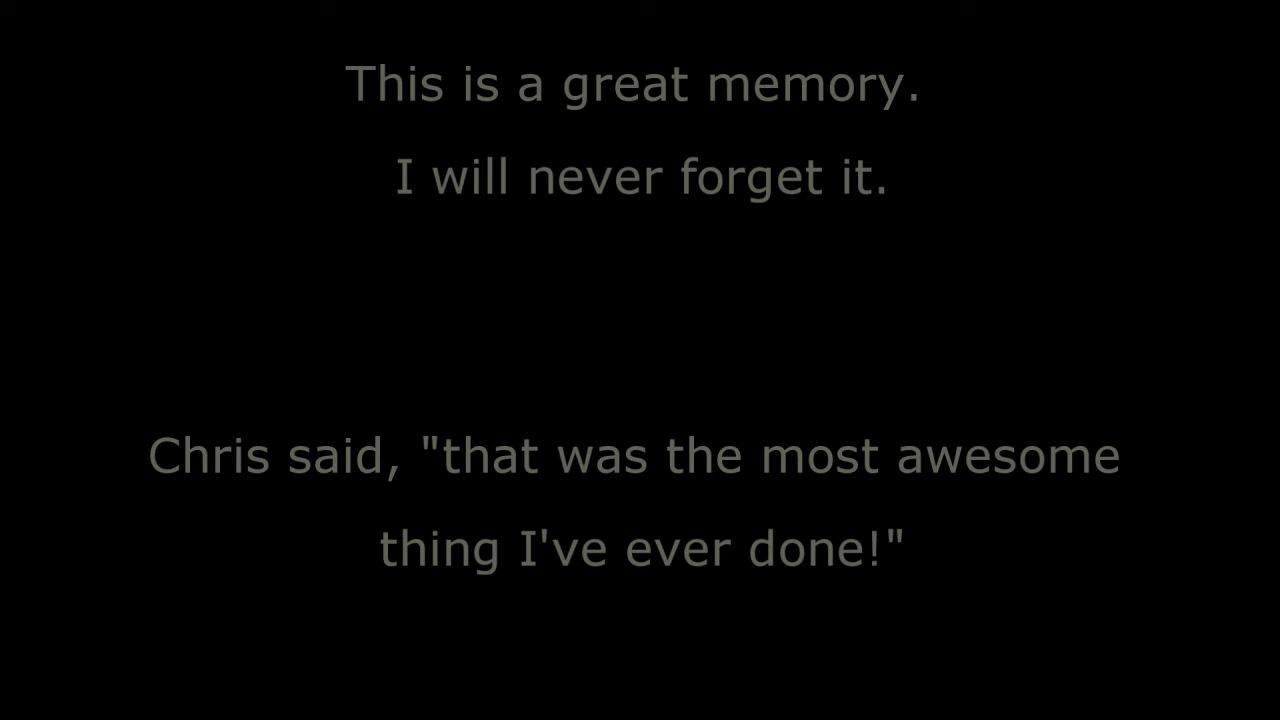 This is a great memory.
I will never forget it.
Chris said, "that was the most awesome
thing I've ever done!"